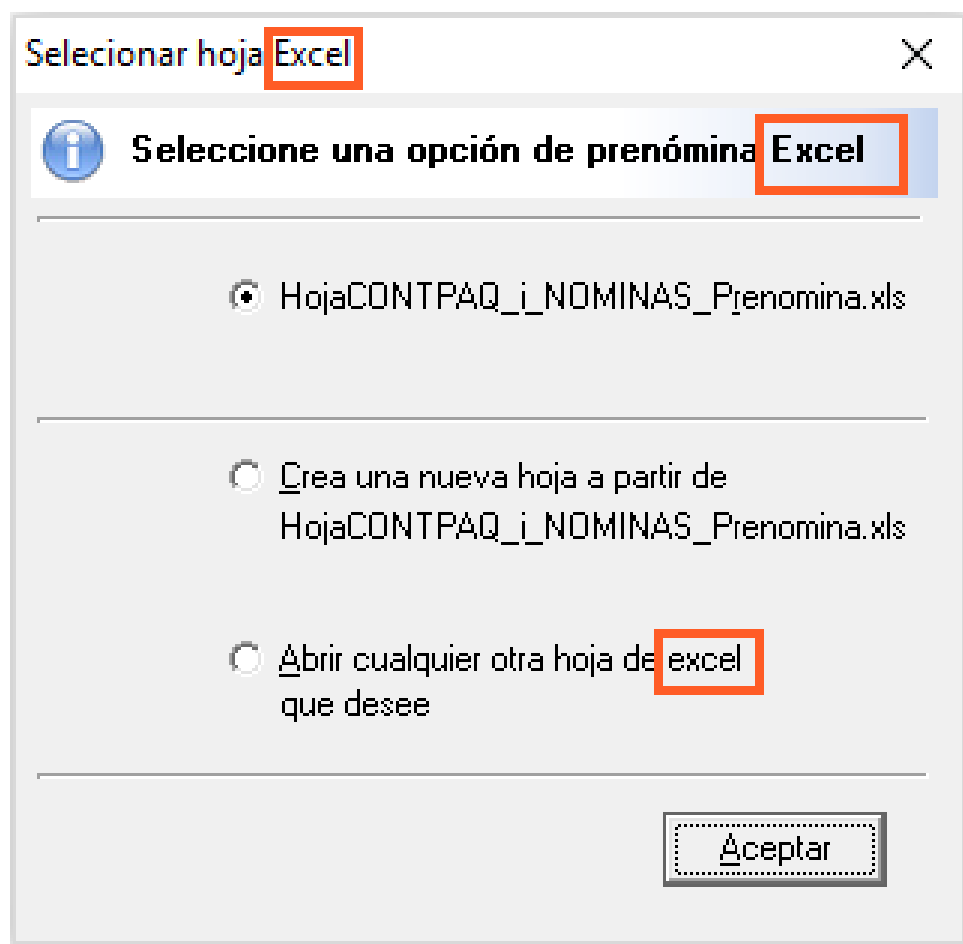 Selecionar hoja Excel
Seleccione una opción de prenómina Excel
HojaCONTPAQ_i_NOMINAS_Prenomina.xls
Crea una nueva hoja a partir de
HojaCONTPAQ_i_NOMINAS_Prenomina.xls
Abrir cualquier otra hoja de excel
que desee
Aceptar